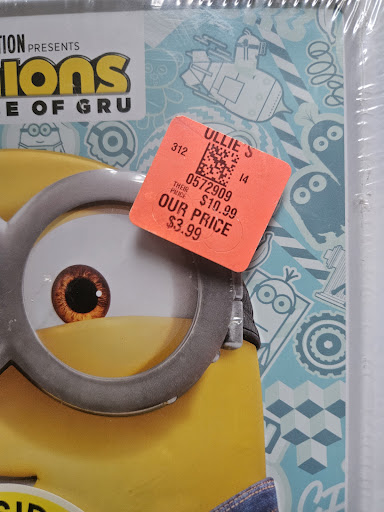 TION PRESENTS
IONS
E OF GRU
OLLIE'S
312
14
0572909
THEIR PRICE $10.99
OUR PRICE
$3.99